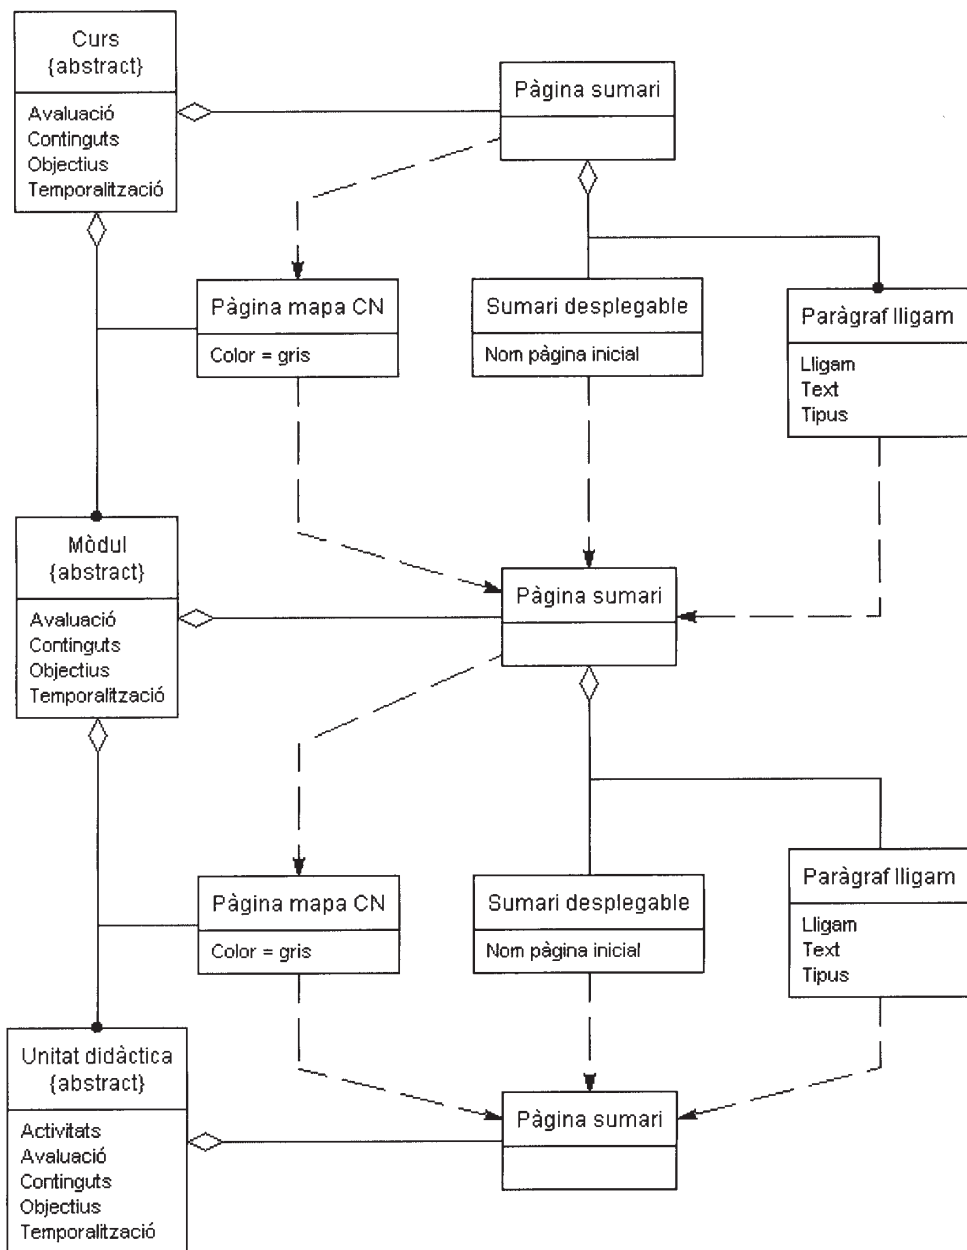 Curs
{abstract}
Avaluació
Continguts
Objectius
Temporalització
Pàgina sumari
Pàgina mapa CN
Color = gris
Sumari desplegable
Nom pàgina inicial
Paràgraf lligam
Lligam
Text
Tipus
Mòdul
{abstract}
Avaluació
Continguts
Objectius
Temporalització
Pàgina sumari
Pàgina mapa CN
Color = gris
Sumari desplegable
Nom pàgina inicial
Paràgraf lligam
Lligam
Text
Tipus
Unitat didàctica
{abstract}
Activitats
Avaluació
Continguts
Objectius
Temporalització
Pàgina sumari